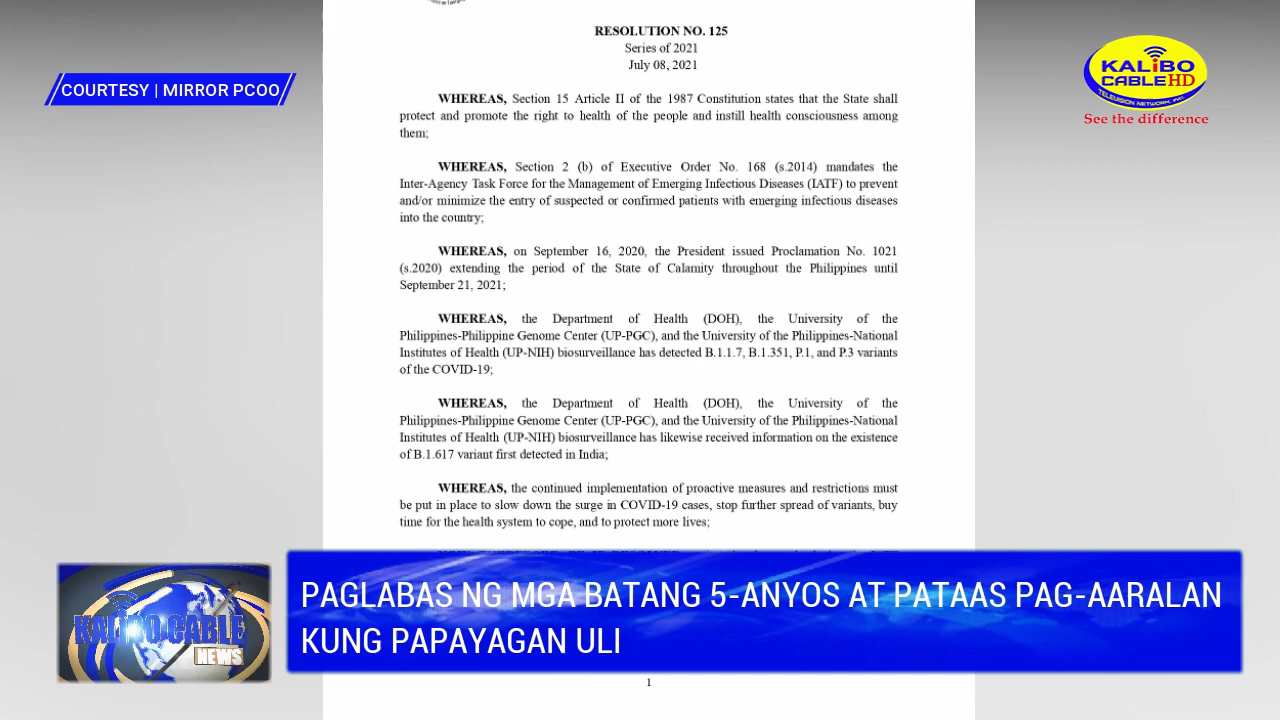 RESOLUTION NO. 125
Series of 2021
July 08, 2021
COURTESY | MIRROR PCOO
KALiBO
CABLE HD
TELEVISION NETWORK, INC.
See the difference
WHEREAS, Section 15 Article II of the 1987 Constitution states that the State shall
protect and promote the right to health of the people and instill health consciousness among
them;
WHEREAS, Section 2 (b) of Executive Order No. 168 (s.2014) mandates the
Inter-Agency Task Force for the Management of Emerging Infectious Diseases (IATF) to prevent
and/or minimize the entry of suspected or confirmed patients with emerging infectious diseases
into the country;
WHEREAS, on September 16, 2020, the President issued Proclamation No. 1021
(s.2020) extending the period of the State of Calamity throughout the Philippines until
September 21, 2021;
WHEREAS, the Department of Health (DOH), the University of the
Philippines-Philippine Genome Center (UP-PGC), and the University of the Philippines-National
Institutes of Health (UP-NIH) biosurveillance has detected B.1.1.7, B.1.351, P.1, and P.3 variants
of the COVID-19;
WHEREAS, the Department of Health (DOH), the University of the
Philippines-Philippine Genome Center (UP-PGC), and the University of the Philippines-National
Institutes of Health (UP-NIH) biosurveillance has likewise received information on the existence
of B.1.617 variant first detected in India;
WHEREAS, the continued implementation of proactive measures and restrictions must
be put in place to slow down the surge in COVID-19 cases, stop further spread of variants, buy
time for the health system to cope, and to protect more lives;
KALIBO CABLE
NEWS
PAGLABAS NG MGA BATANG 5-ANYOS AT PATAAS PAG-AARALAN
KUNG PAPAYAGAN ULI
1